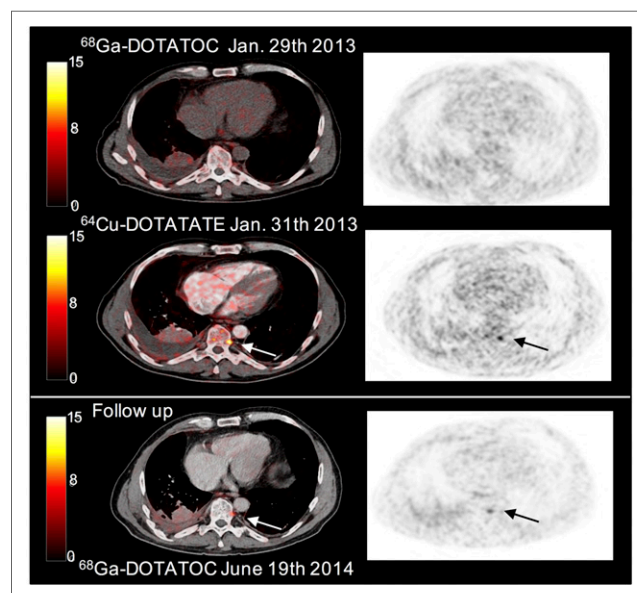 ⁶⁸Ga-DOTATOC Jan. 29th 2013
15
8
0
⁶⁴Cu-DOTATATE Jan. 31th 2013
15
8
0
Follow up
15
8
0
⁶⁸Ga-DOTATOC June 19th 2014